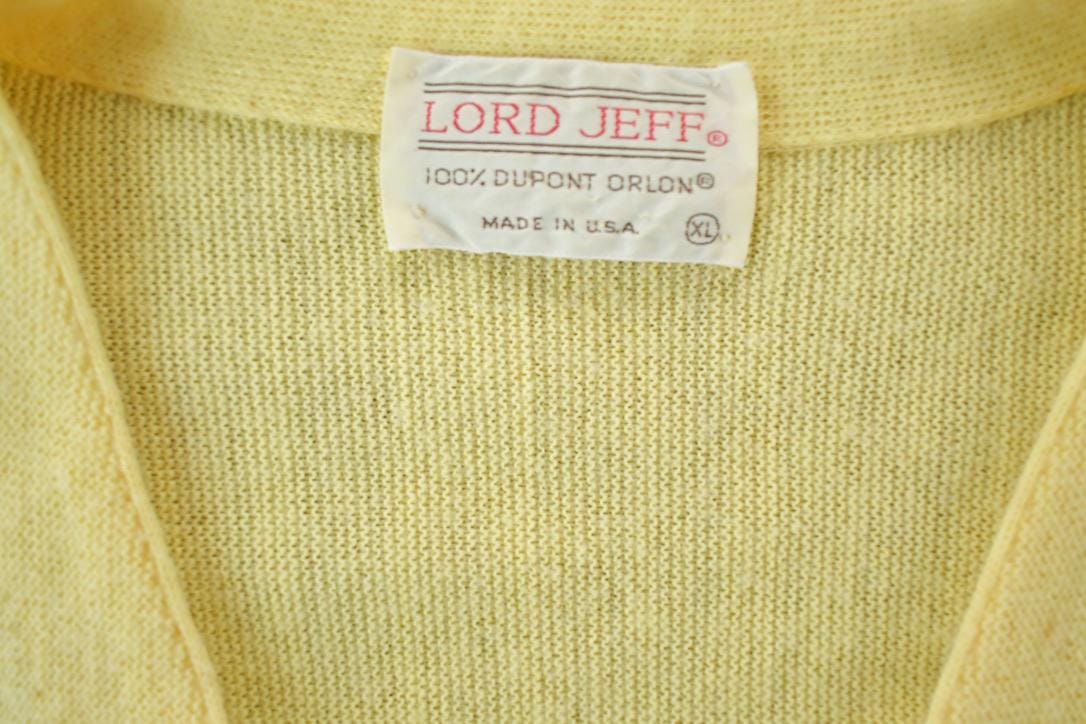 LORD JEFF®
100% DUPONT ORLON®
MADE IN U.S.A. XL